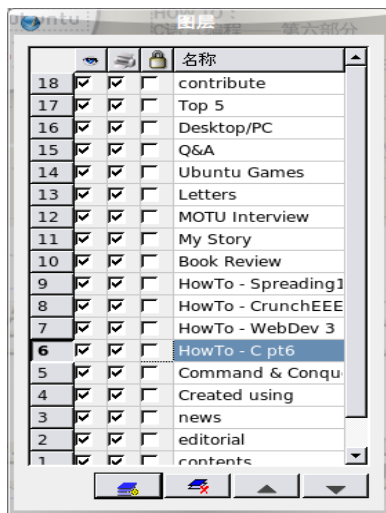 图层
名称
18 contribute
17 Top 5
16 Desktop/PC
15 Q&A
14 Ubuntu Games
13 Letters
12 MOTU Interview
11 My Story
10 Book Review
9 HowTo - Spreading1
8 HowTo - CrunchEEE
7 HowTo - WebDev 3
6 HowTo - C pt6
5 Command & Conqu
4 Created using
3 news
2 editorial
1 contents